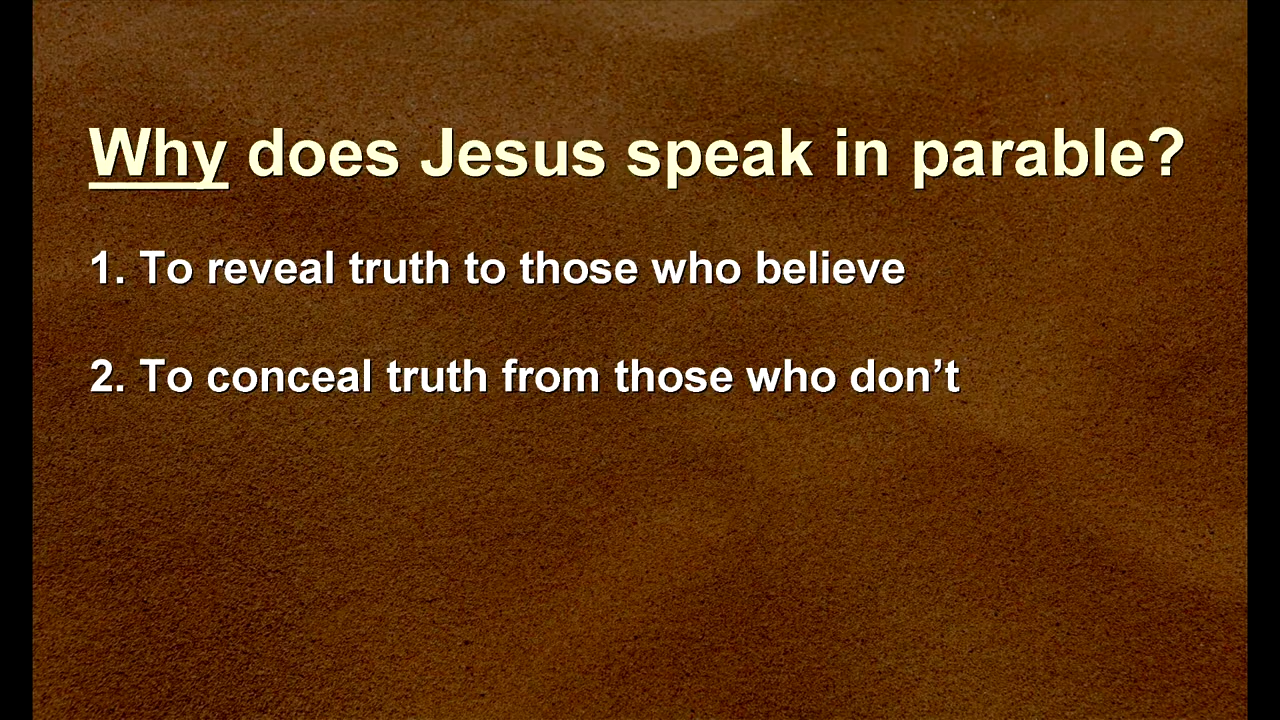 Why does Jesus speak in parable?
1. To reveal truth to those who believe
2. To conceal truth from those who don’t